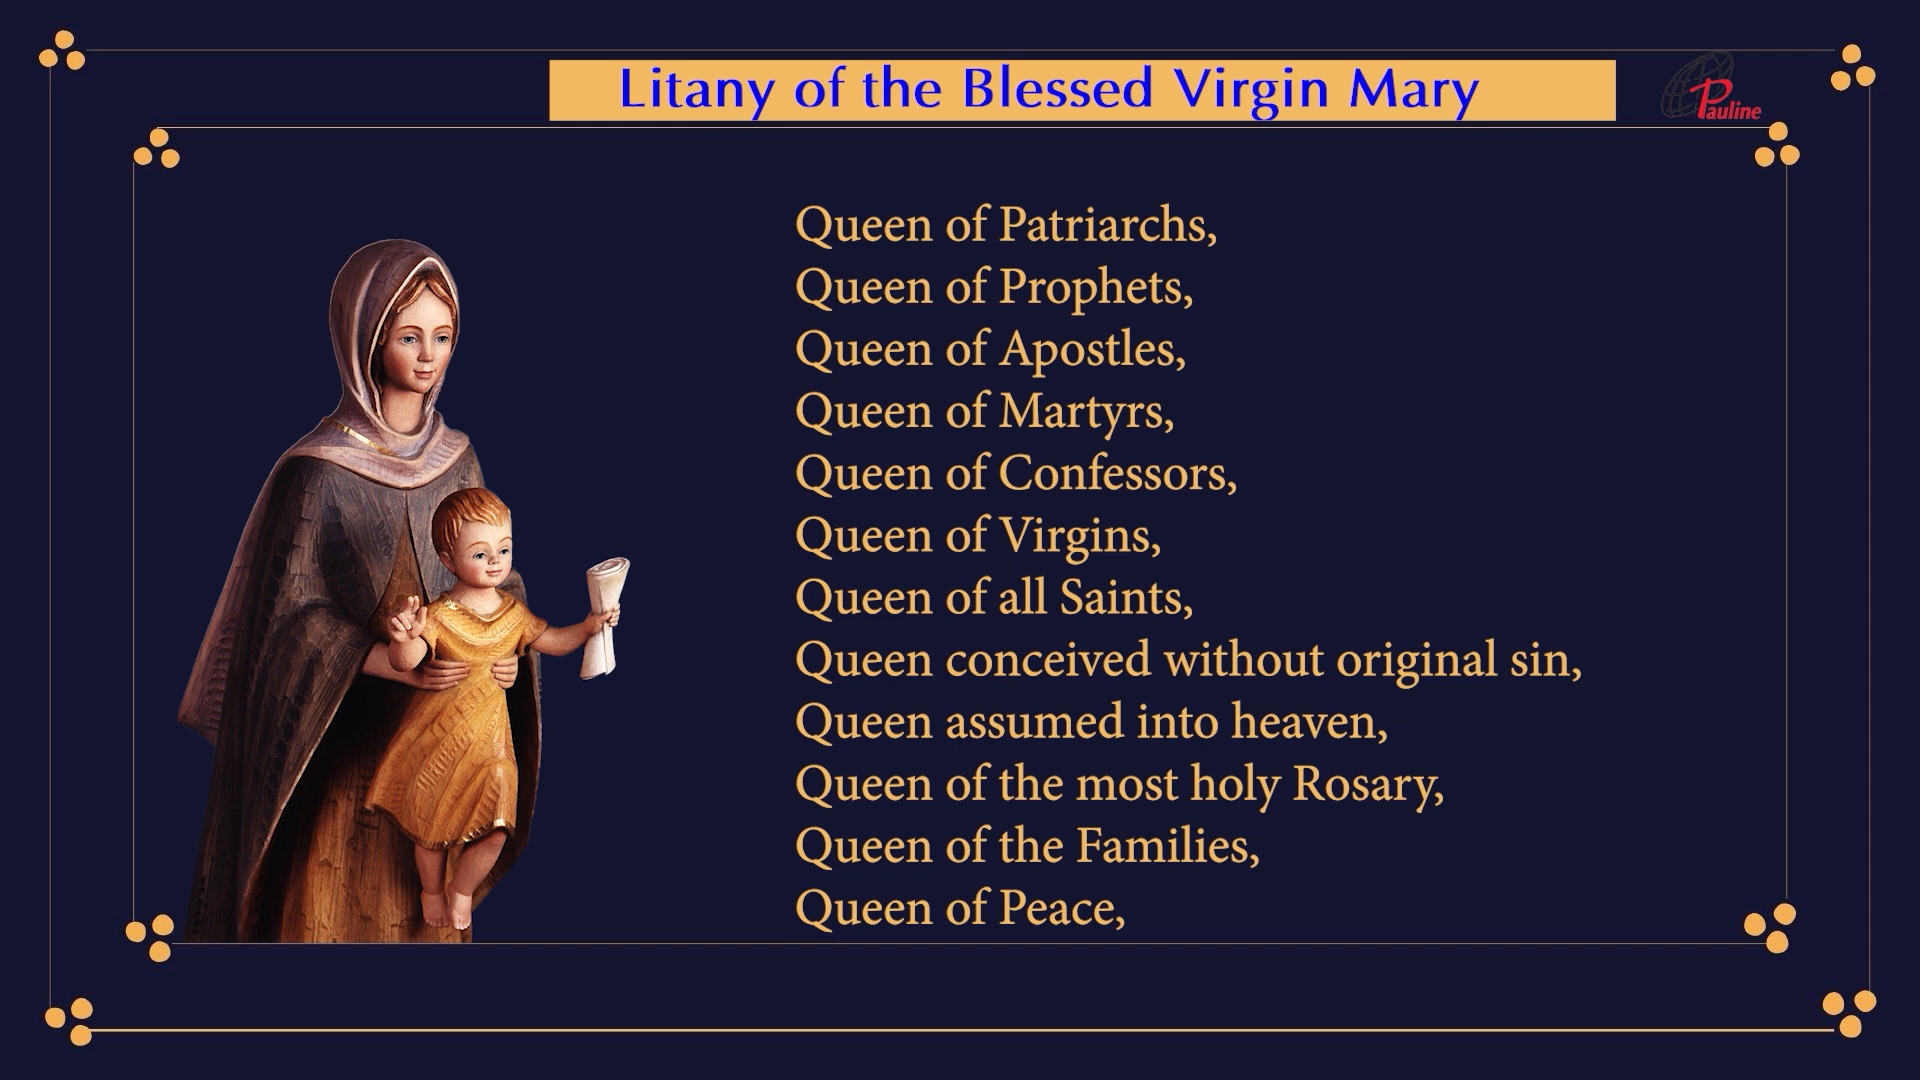 Litany of the Blessed Virgin Mary
Pauline
Queen of Patriarchs,
Queen of Prophets,
Queen of Apostles,
Queen of Martyrs,
Queen of Confessors,
Queen of Virgins,
Queen of all Saints,
Queen conceived without original sin,
Queen assumed into heaven,
Queen of the most holy Rosary,
Queen of the Families,
Queen of Peace,